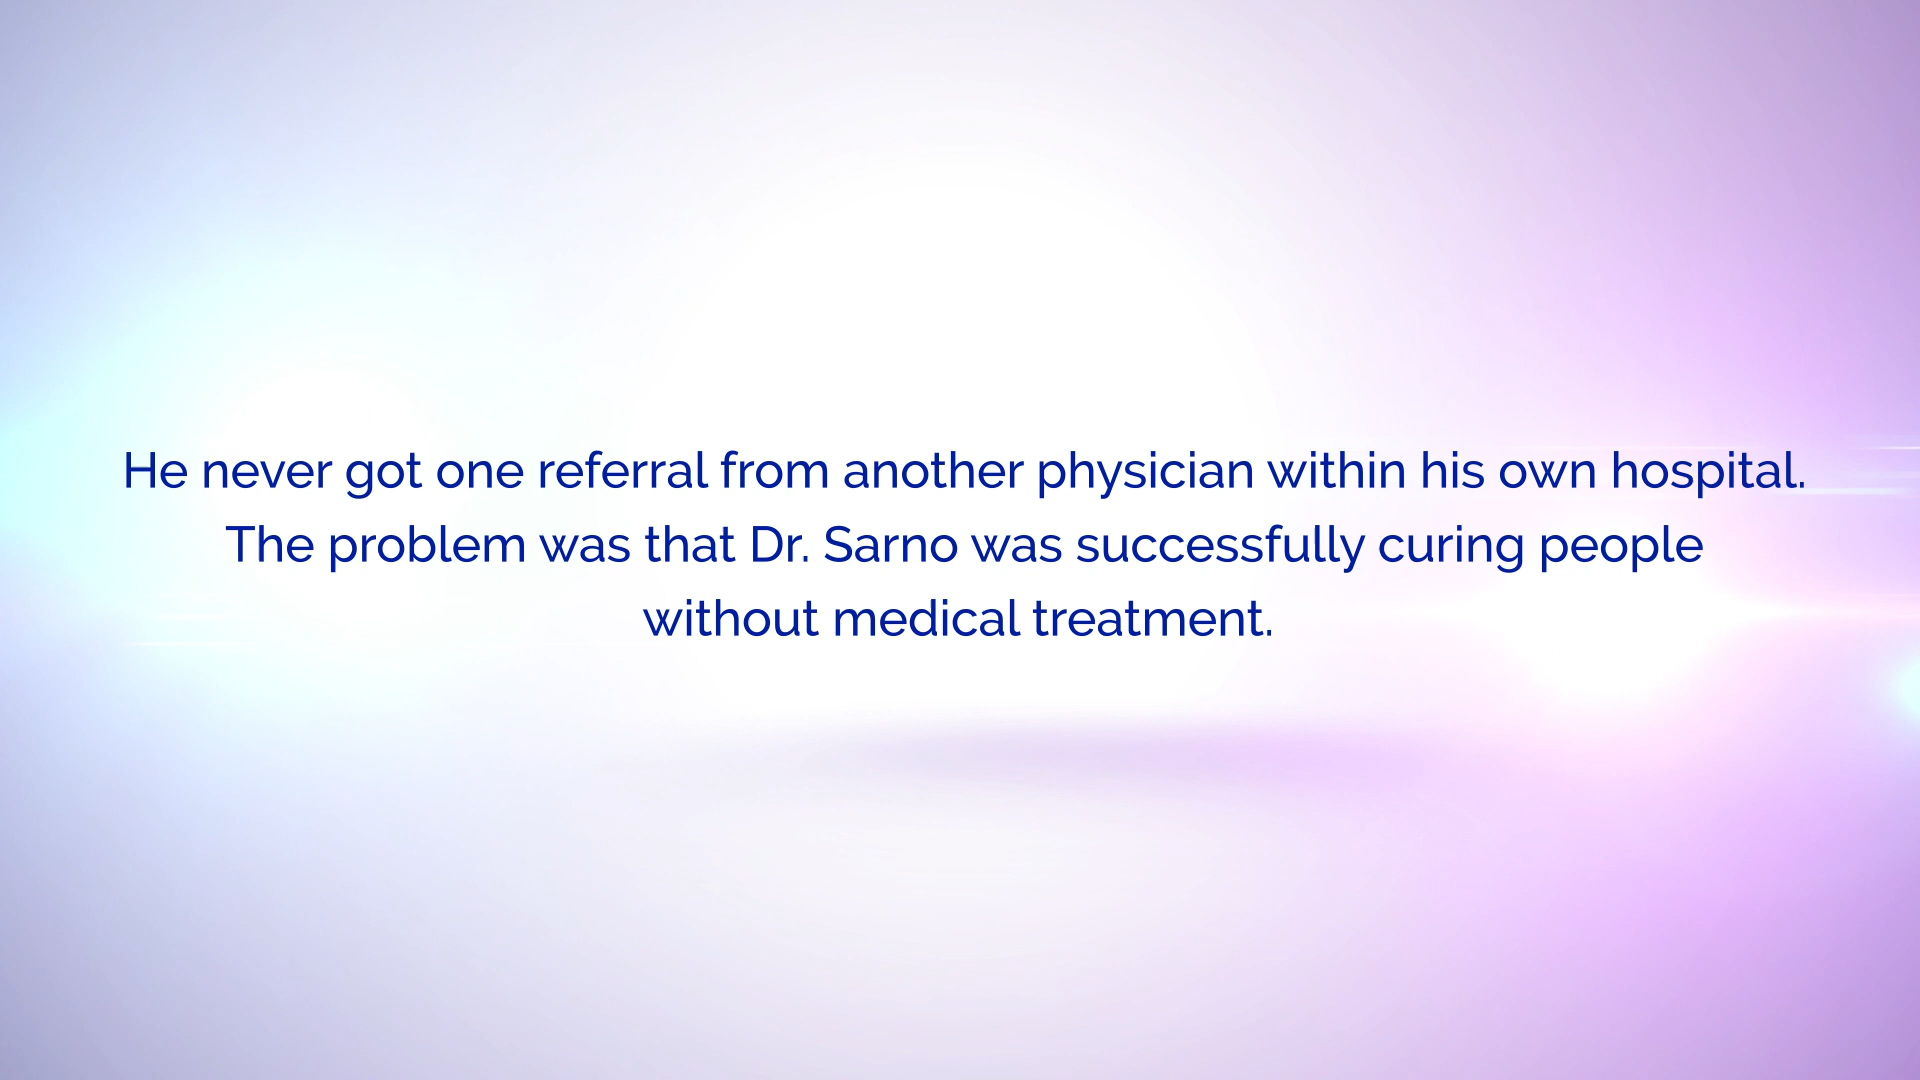 He never got one referral from another physician within his own hospital.
The problem was that Dr. Sarno was successfully curing people
without medical treatment.